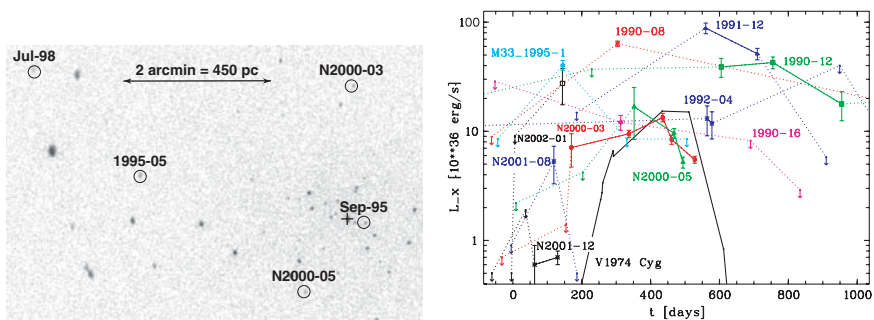 Jul-98
2 arcmin = 450 pc
N2000-03
1995-05
Sep-95
N2000-05
L_x [10**36 erg/s]
100
10
1
M33_1995-1
1990-08
1991-12
1990-12
1992-04
1990-16
N2002-01
N2000-03
N2001-08
N2000-05
N2001-12
V1974 Cyg
0 200 400 600 800 1000
t [days]